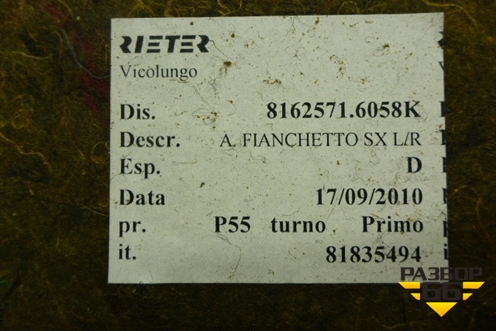 RIETER
Vicolungo
Dis. 8162571.6058K
Descr. A. FIANCHETTO SX L/R
Esp. D
Data 17/09/2010
pr. P55 turno Primo
it. 81835494
РАЗБОР
66